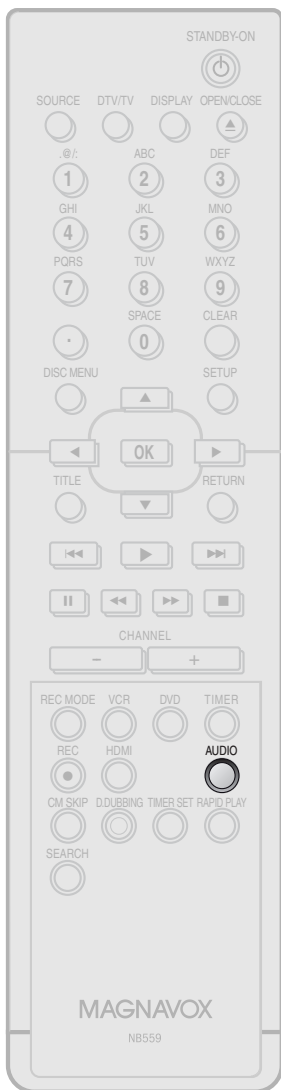 STANDBY-ON
SOURCE DTV/TV DISPLAY OPEN/CLOSE
.@/: ABC DEF
1 2 3
GHI JKL MNO
4 5 6
PQRS TUV WXYZ
7 8 9
SPACE CLEAR
· 0
DISC MENU SETUP
OK
TITLE RETURN
CHANNEL
− +
REC MODE VCR DVD TIMER
REC HDMI AUDIO
CM SKIP D.DUBBING TIMER SET RAPID PLAY
SEARCH
MAGNAVOX
NB559